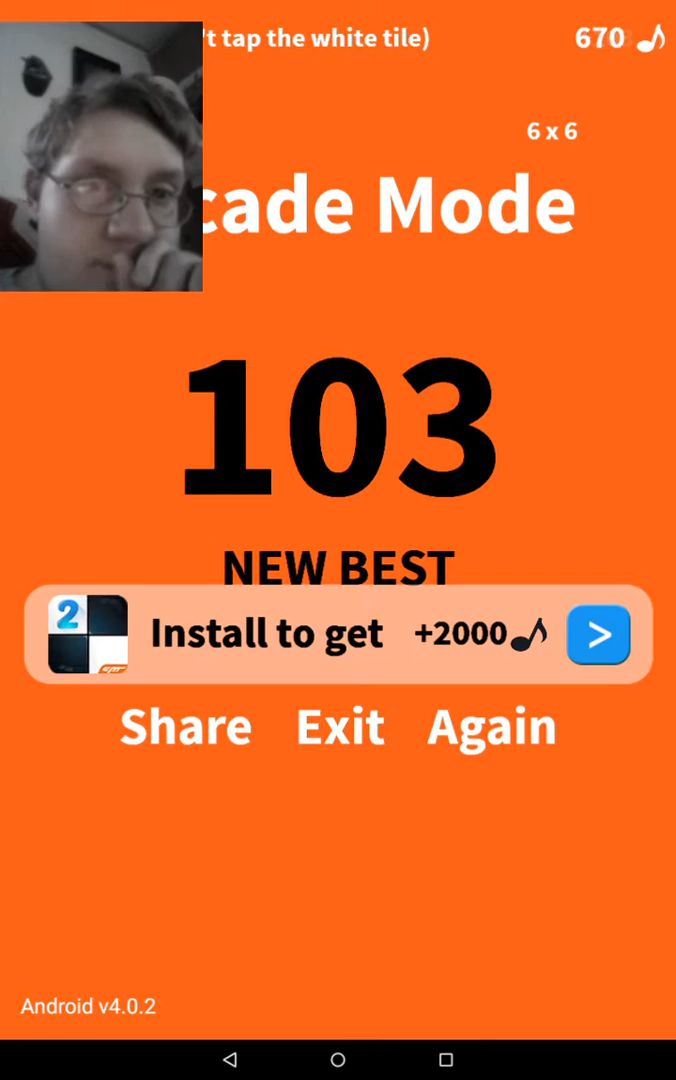 't tap the white tile)
670
6 x 6
cade Mode
103
NEW BEST
2
Install to get +2000 >
Share Exit Again
Android v4.0.2